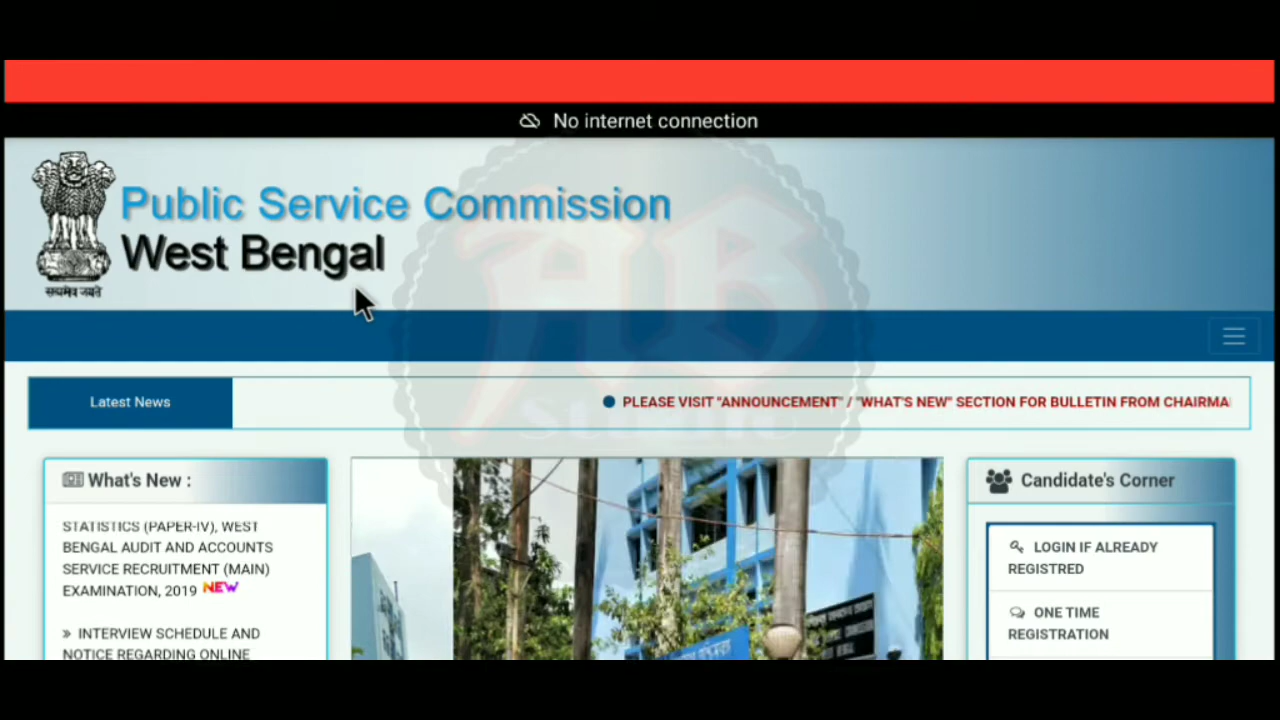 No internet connection
Public Service Commission
West Bengal
सत्यमेव जयते
Latest News
PLEASE VISIT "ANNOUNCEMENT" / "WHAT'S NEW" SECTION FOR BULLETIN FROM CHAIRMA
What's New :
STATISTICS (PAPER-IV), WEST
BENGAL AUDIT AND ACCOUNTS
SERVICE RECRUITMENT (MAIN)
EXAMINATION, 2019 NEW
» INTERVIEW SCHEDULE AND
NOTICE REGARDING ONLINE
Candidate's Corner
LOGIN IF ALREADY
REGISTRED
ONE TIME
REGISTRATION
AB